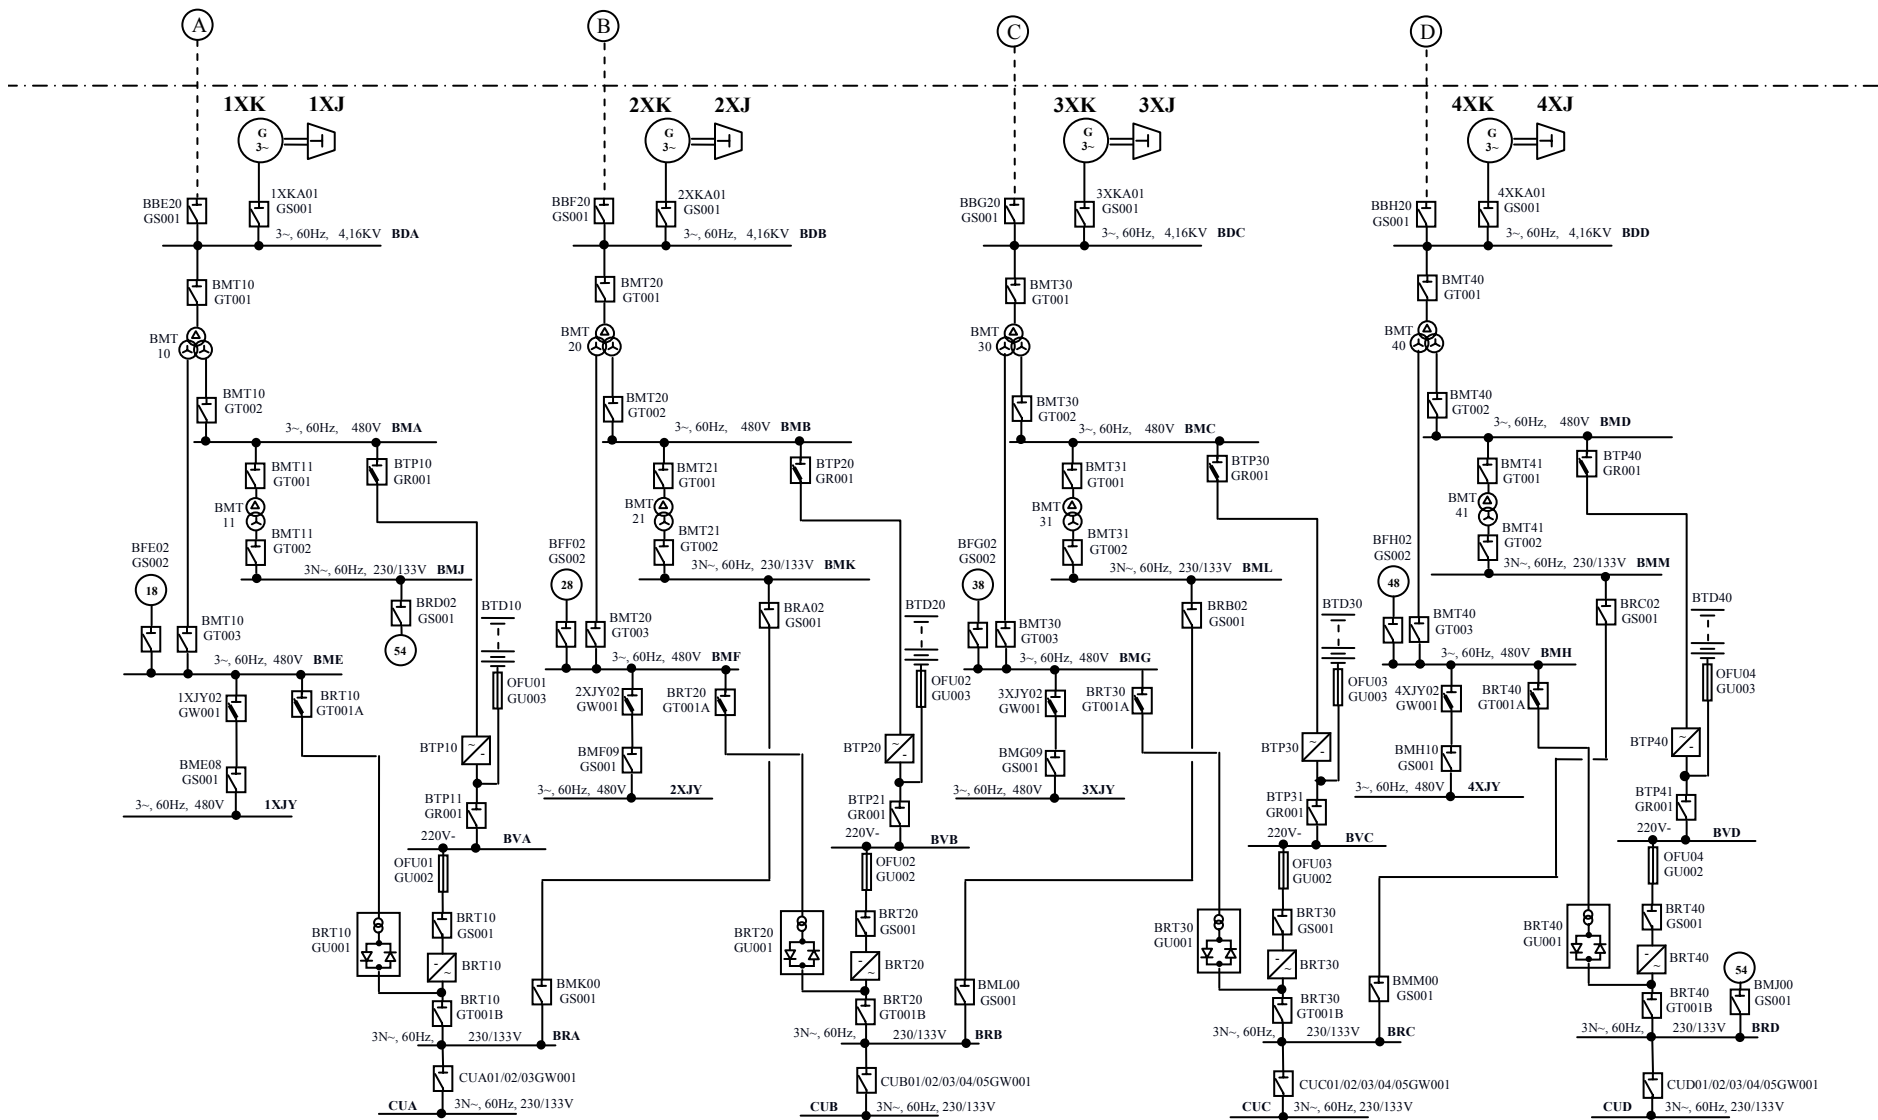 A
B
C
D
1XK 1XJ
2XK 2XJ
3XK 3XJ
4XK 4XJ
G
3~
G
3~
G
3~
G
3~
BBE20
GS001
1XKA01
GS001
3~, 60Hz, 4,16KV BDA
BBF20
GS001
2XKA01
GS001
3~, 60Hz, 4,16KV BDB
BBG20
GS001
3XKA01
GS001
3~, 60Hz, 4,16KV BDC
BBH20
GS001
4XKA01
GS001
3~, 60Hz, 4,16KV BDD
BMT10
GT001
BMT20
GT001
BMT30
GT001
BMT40
GT001
BMT
10
BMT
20
BMT
30
BMT
40
BMT10
GT002
BMT20
GT002
BMT30
GT002
BMT40
GT002
3~, 60Hz, 480V BMA
3~, 60Hz, 480V BMB
3~, 60Hz, 480V BMC
3~, 60Hz, 480V BMD
BMT11
GT001
BTP10
GR001
BMT21
GT001
BTP20
GR001
BMT31
GT001
BTP30
GR001
BMT41
GT001
BTP40
GR001
BMT
11
BMT
21
BMT
31
BMT
41
BMT11
GT002
BMT21
GT002
BMT31
GT002
BMT41
GT002
3N~, 60Hz, 230/133V BMJ
3N~, 60Hz, 230/133V BMK
3N~, 60Hz, 230/133V BML
3N~, 60Hz, 230/133V BMM
BFE02
GS002
18
BFF02
GS002
28
BFG02
GS002
38
BFH02
GS002
48
BMT10
GT003
BRD02
GS001
54
BTD10
BMT20
GT003
BRA02
GS001
BTD20
BMT30
GT003
BRB02
GS001
BTD30
BMT40
GT003
BRC02
GS001
BTD40
3~, 60Hz, 480V BME
3~, 60Hz, 480V BMF
3~, 60Hz, 480V BMG
3~, 60Hz, 480V BMH
1XJY02
GW001
BRT10
GT001A
OFU01
GU003
2XJY02
GW001
BRT20
GT001A
OFU02
GU003
3XJY02
GW001
BRT30
GT001A
OFU03
GU003
4XJY02
GW001
BRT40
GT001A
OFU04
GU003
BME08
GS001
BTP10
~
-
BMF09
GS001
BTP20
~
-
BMG09
GS001
BTP30
~
-
BMH10
GS001
BTP40
~
-
3~, 60Hz, 480V 1XJY
3~, 60Hz, 480V 2XJY
3~, 60Hz, 480V 3XJY
3~, 60Hz, 480V 4XJY
BTP11
GR001
BTP21
GR001
BTP31
GR001
BTP41
GR001
220V- BVA
220V- BVB
220V- BVC
220V- BVD
OFU01
GU002
OFU02
GU002
OFU03
GU002
OFU04
GU002
BRT10
GU001
BRT10
GS001
BRT20
GU001
BRT20
GS001
BRT30
GU001
BRT30
GS001
BRT40
GU001
BRT40
GS001
-
~
BRT10
-
~
BRT20
-
~
BRT30
-
~
BRT40
BRT10
GT001B
BMK00
GS001
BRT20
GT001B
BML00
GS001
BRT30
GT001B
BMM00
GS001
BRT40
GT001B
54
BMJ00
GS001
3N~, 60Hz, 230/133V BRA
3N~, 60Hz, 230/133V BRB
3N~, 60Hz, 230/133V BRC
3N~, 60Hz, 230/133V BRD
CUA01/02/03GW001
CUB01/02/03/04/05GW001
CUC01/02/03/04/05GW001
CUD01/02/03/04/05GW001
CUA 3N~, 60Hz, 230/133V
CUB 3N~, 60Hz, 230/133V
CUC 3N~, 60Hz, 230/133V
CUD 3N~, 60Hz, 230/133V